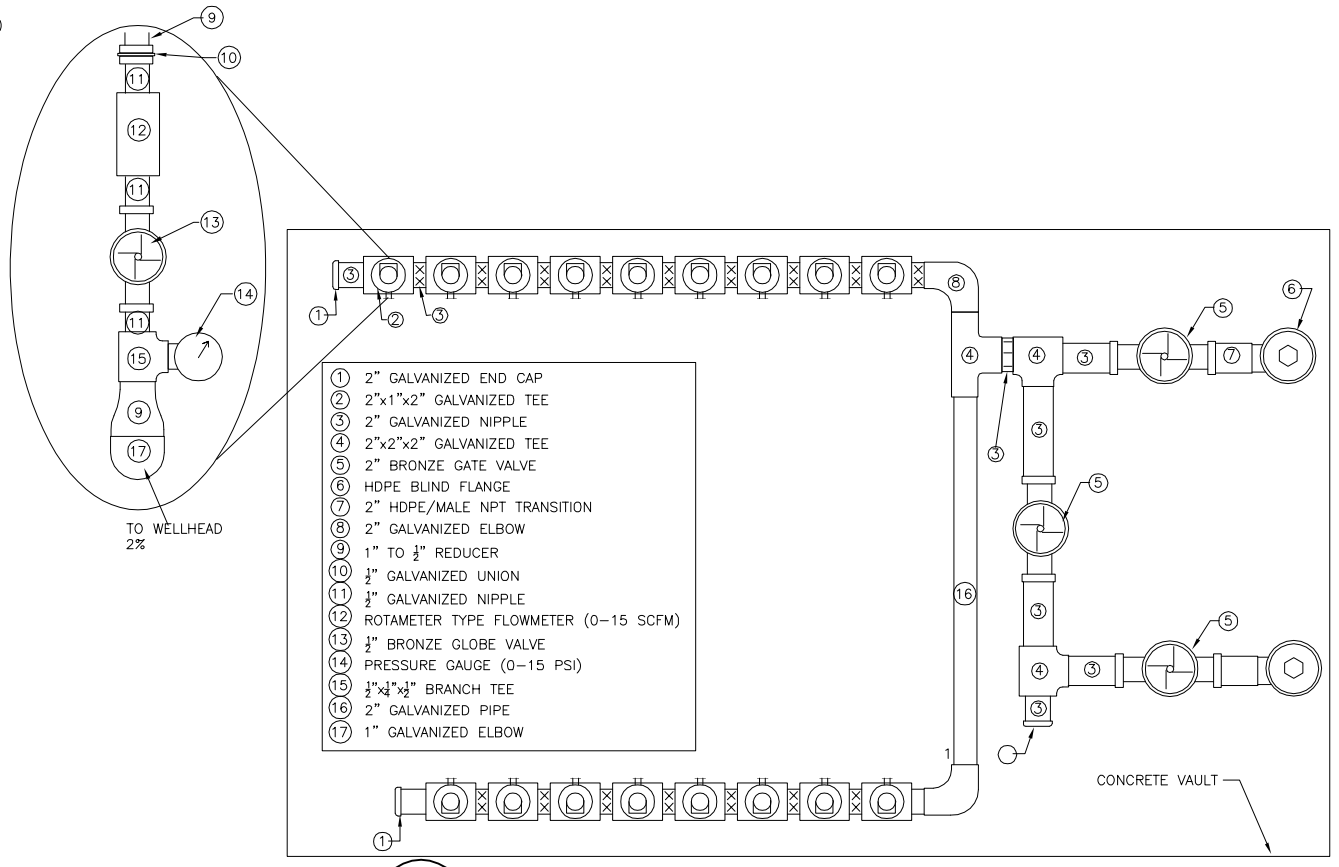 9
10
11
12
11
13
11
14
15
9
17
TO WELLHEAD
2%
3
1
2
3
8
4
4
3
5
7
6
3
3
5
16
3
4
3
5
3
1
1
CONCRETE VAULT
1 2" GALVANIZED END CAP
2 2"x1"x2" GALVANIZED TEE
3 2" GALVANIZED NIPPLE
4 2"x2"x2" GALVANIZED TEE
5 2" BRONZE GATE VALVE
6 HDPE BLIND FLANGE
7 2" HDPE/MALE NPT TRANSITION
8 2" GALVANIZED ELBOW
9 1" TO ½" REDUCER
10 ½" GALVANIZED UNION
11 ½" GALVANIZED NIPPLE
12 ROTAMETER TYPE FLOWMETER (0-15 SCFM)
13 ½" BRONZE GLOBE VALVE
14 PRESSURE GAUGE (0-15 PSI)
15 ½"x¼"x½" BRANCH TEE
16 2" GALVANIZED PIPE
17 1" GALVANIZED ELBOW